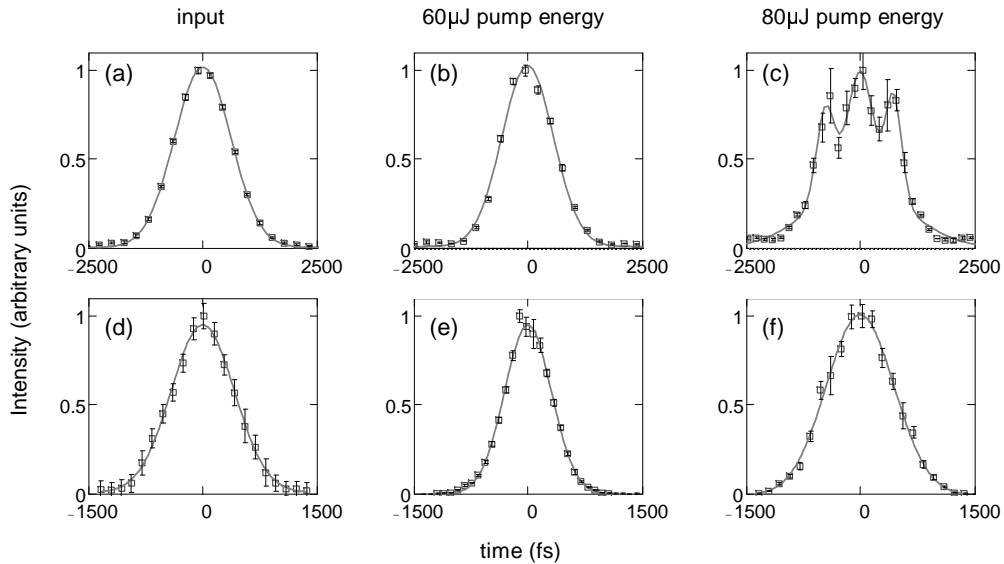 input 60µJ pump energy 80µJ pump energy
Intensity (arbitrary units)
(a) (b) (c)
1 1 1
0.5 0.5 0.5
0 0 0
-2500 0 2500 -2500 0 2500 -2500 0 2500
(d) (e) (f)
1 1 1
0.5 0.5 0.5
0 0 0
-1500 0 1500 -1500 0 1500 -1500 0 1500
time (fs)